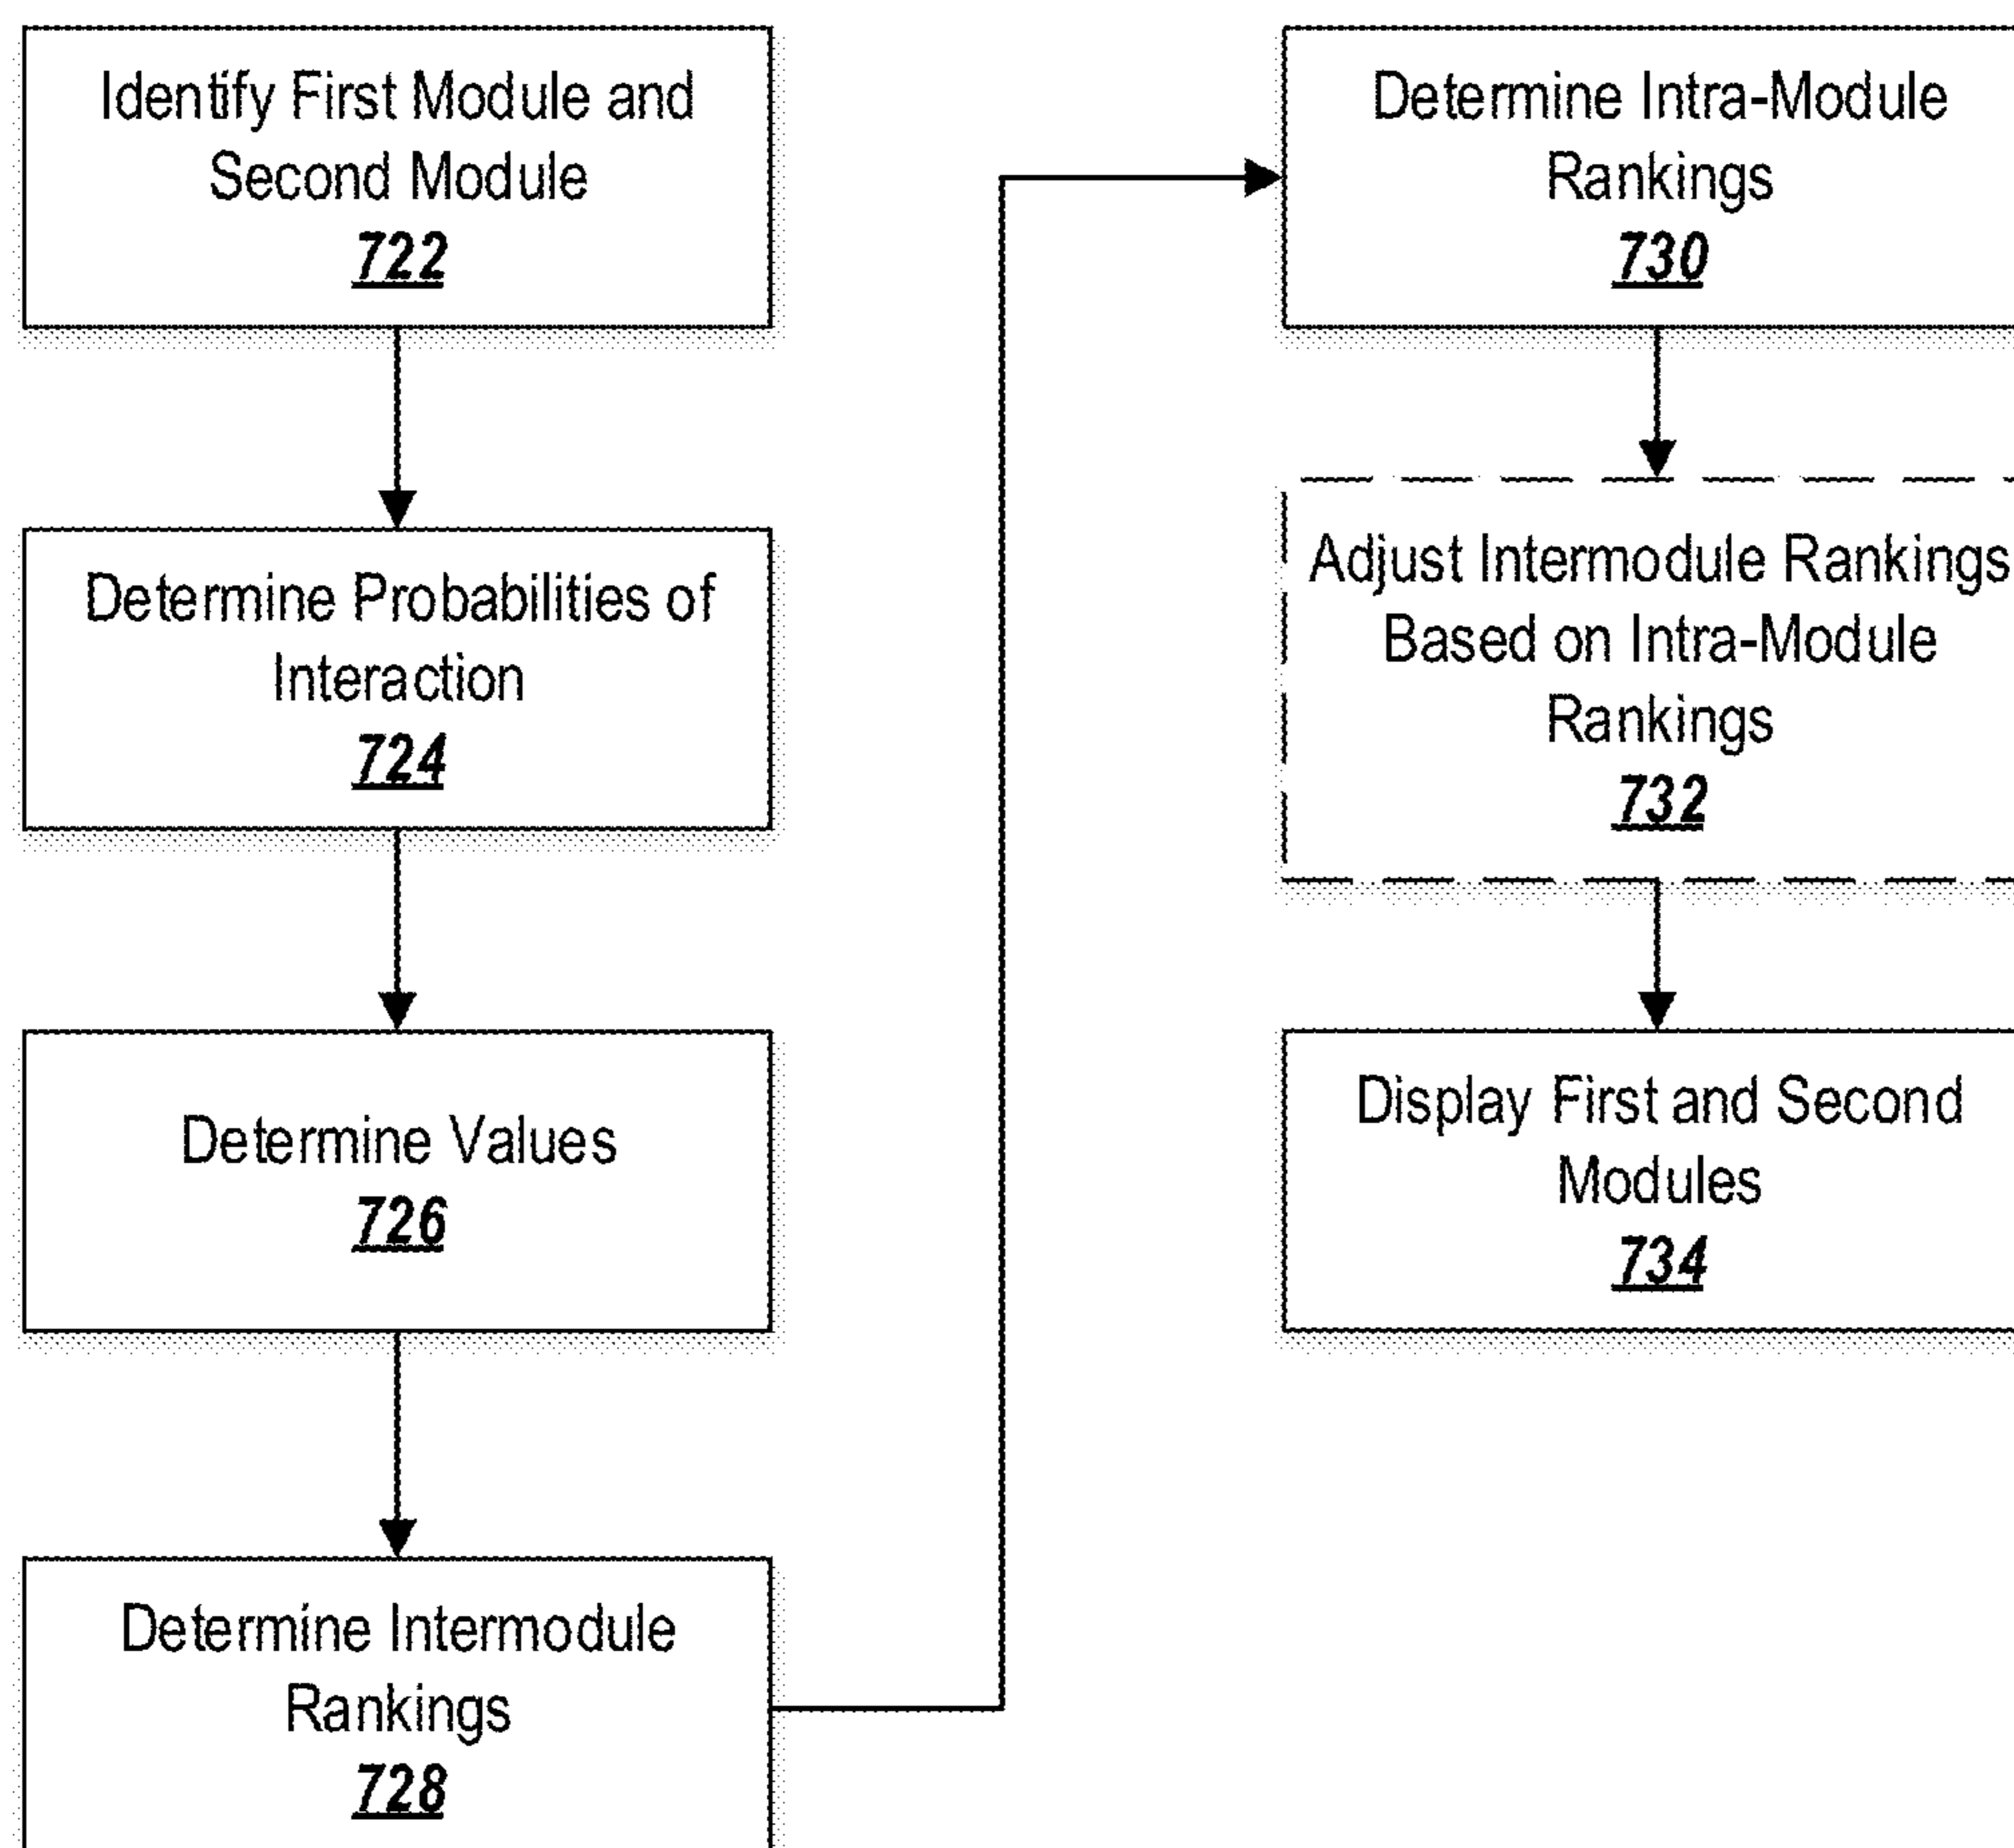 Identify First Module and
Second Module
722
Determine Probabilities of
Interaction
724
Determine Values
726
Determine Intermodule
Rankings
728
Determine Intra-Module
Rankings
730
Adjust Intermodule Rankings
Based on Intra-Module
Rankings
732
Display First and Second
Modules
734